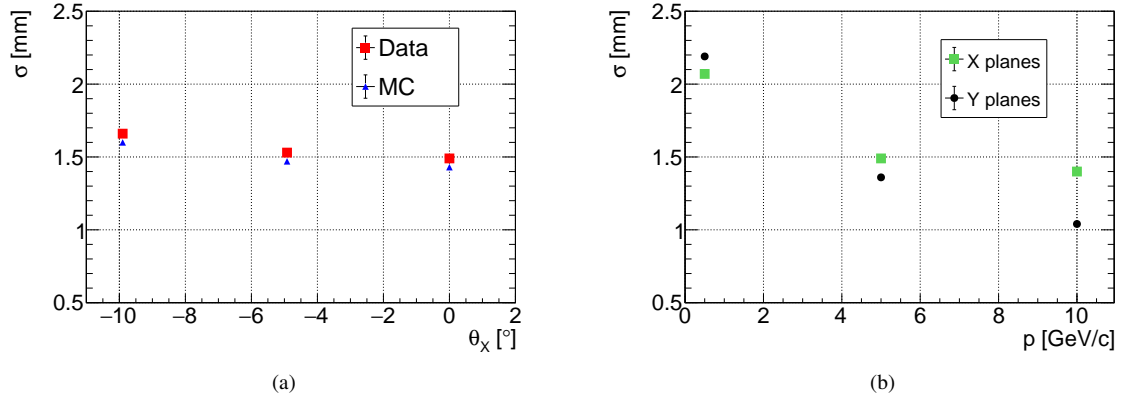 σ [mm]
2.5
2
1.5
1
0.5
Data
MC
−10 −8 −6 −4 −2 0 2
θX [°]
(a)
σ [mm]
2.5
2
1.5
1
0.5
X planes
Y planes
0 2 4 6 8 10
p [GeV/c]
(b)